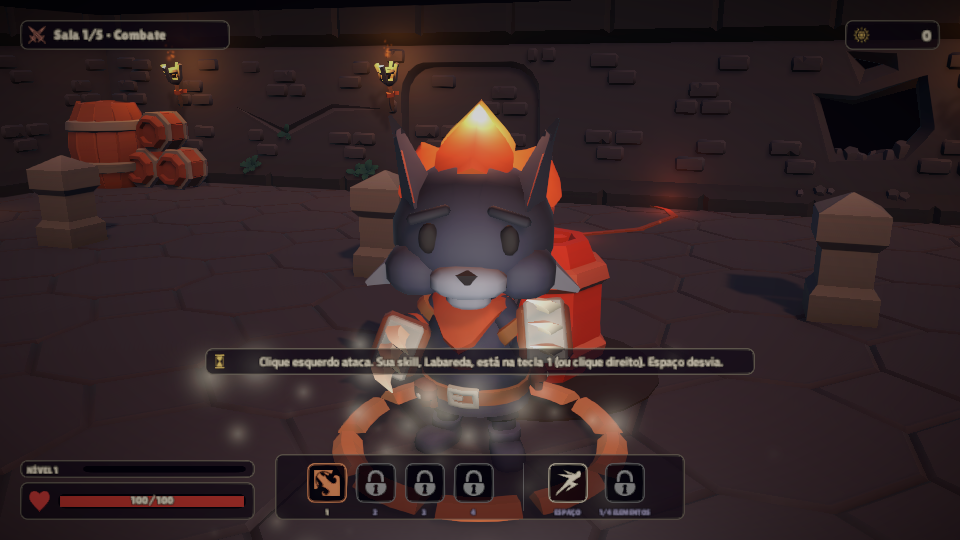 Sala 1/5 - Combate
0
Clique esquerdo ataca. Sua skill, Labareda, está na tecla 1 (ou clique direito). Espaço desvia.
NÍVEL 1
100/100
1
2
3
4
ESPAÇO
1/4 ELEMENTOS